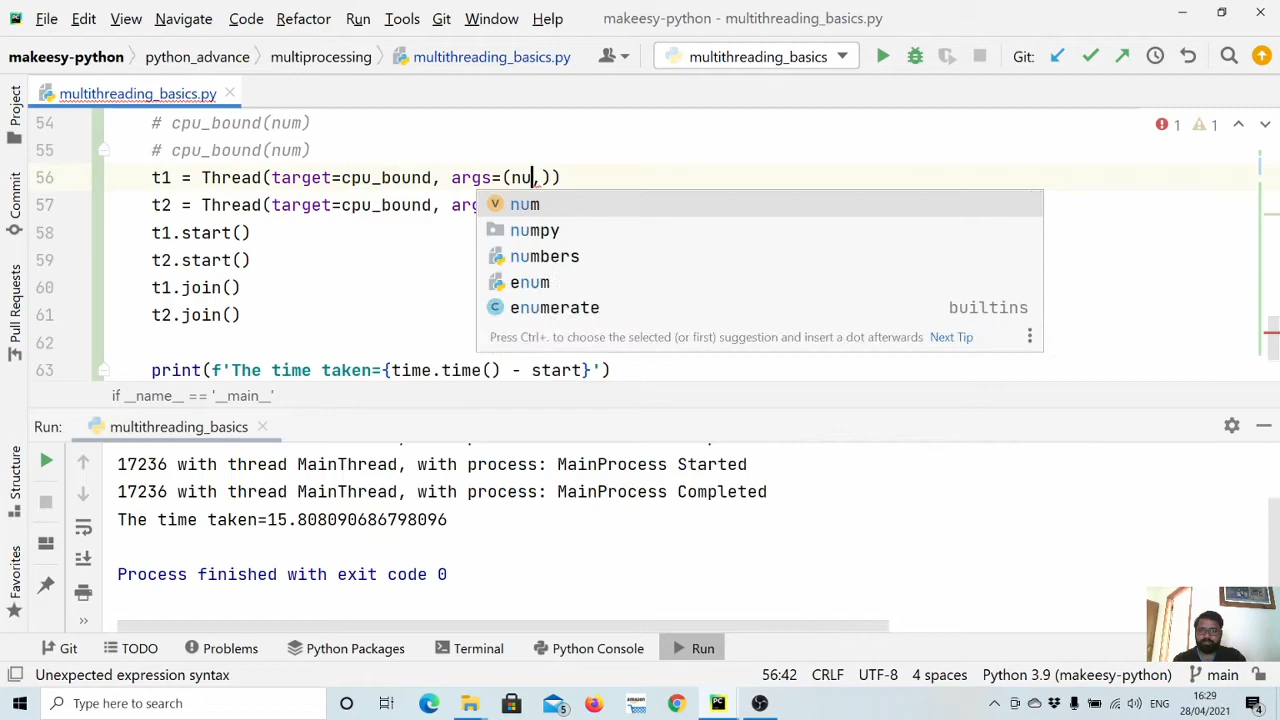 File Edit View Navigate Code Refactor Run Tools Git Window Help makeesy-python - multithreading_basics.py
makeesy-python python_advance multiprocessing multithreading_basics.py multithreading_basics Git:
multithreading_basics.py
54 # cpu_bound(num)
1 1
55 # cpu_bound(num)
56 t1 = Thread(target=cpu_bound, args=(nu,))
57 t2 = Thread(target=cpu_bound, arg
num
58 t1.start()
numpy
59 t2.start()
numbers
60 t1.join()
enum
61 t2.join()
enumerate builtins
62
Press Ctrl+. to choose the selected (or first) suggestion and insert a dot afterwards Next Tip
63 print(f'The time taken={time.time() - start}')
if __name__ == '__main__'
Run: multithreading_basics
17236 with thread MainThread, with process: MainProcess Started
17236 with thread MainThread, with process: MainProcess Completed
The time taken=15.808090686798096
Process finished with exit code 0
Project
Commit
Pull Requests
Structure
Favorites
Git TODO Problems Python Packages Terminal Python Console Run
Unexpected expression syntax 56:42 CRLF UTF-8 4 spaces Python 3.9 (makeesy-python) main
Type here to search
5
amazon
ENG
16:29
28/04/2021
4